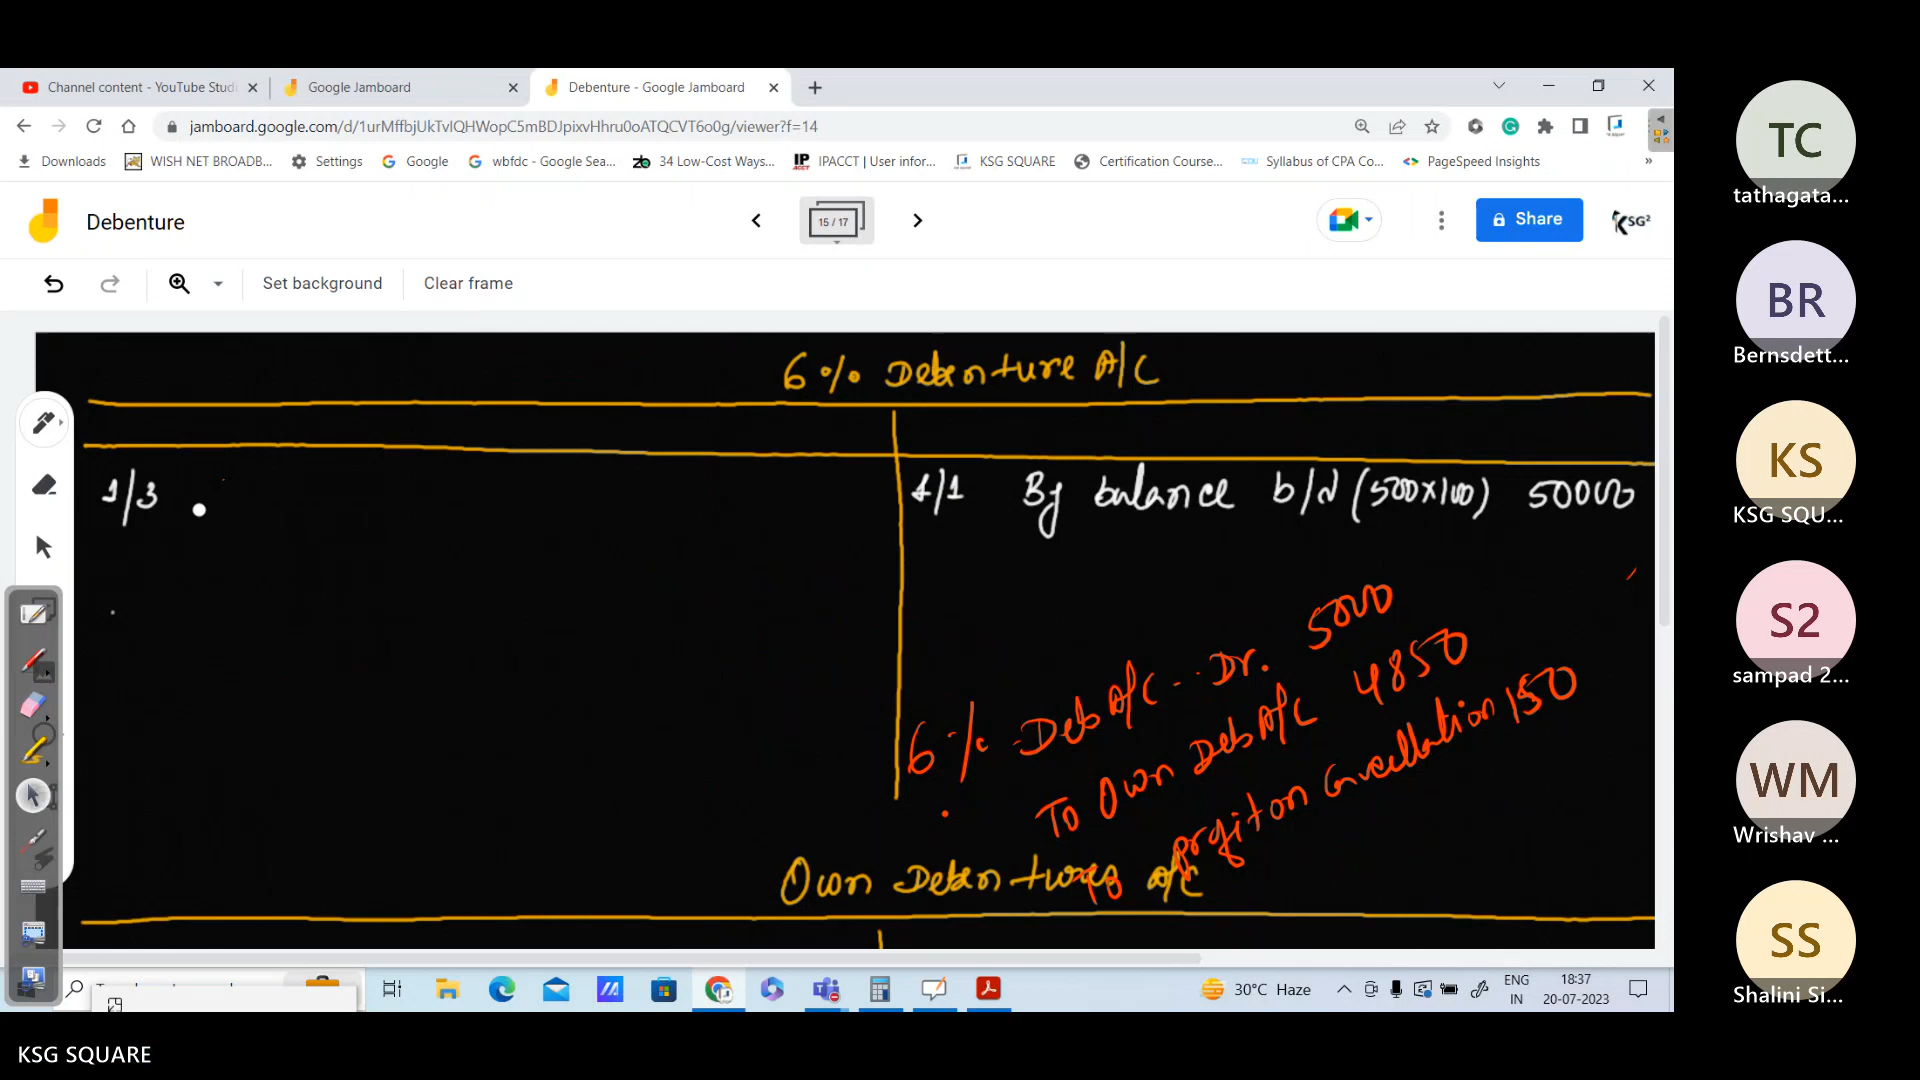 Channel content - YouTube Studi
Google Jamboard
Debenture - Google Jamboard
jamboard.google.com/d/1urMffbjUkTvIQHWopC5mBDJpixvHhru0oATQCVT6o0g/viewer?f=14
Downloads
WISH NET BROADB...
Settings
Google
wbfdc - Google Sea...
34 Low-Cost Ways...
IPACCT | User infor...
KSG SQUARE
Certification Course...
Syllabus of CPA Co...
PageSpeed Insights
»
Debenture
15 / 17
Share
KSG²
Set background
Clear frame
6% Debenture A/C
1/3
1/1 By balance b/d (500x100) 50000
6% Deb A/C .. Dr. 5000
To Own Deb A/C 4850
To profit on Cancellation 150
Own Debentures A/C
30°C Haze
ENG
IN
18:37
20-07-2023
TC
tathagata...
BR
Bernsdett...
KS
KSG SQU...
S2
sampad 2...
WM
Wrishav ...
SS
Shalini Si...
KSG SQUARE